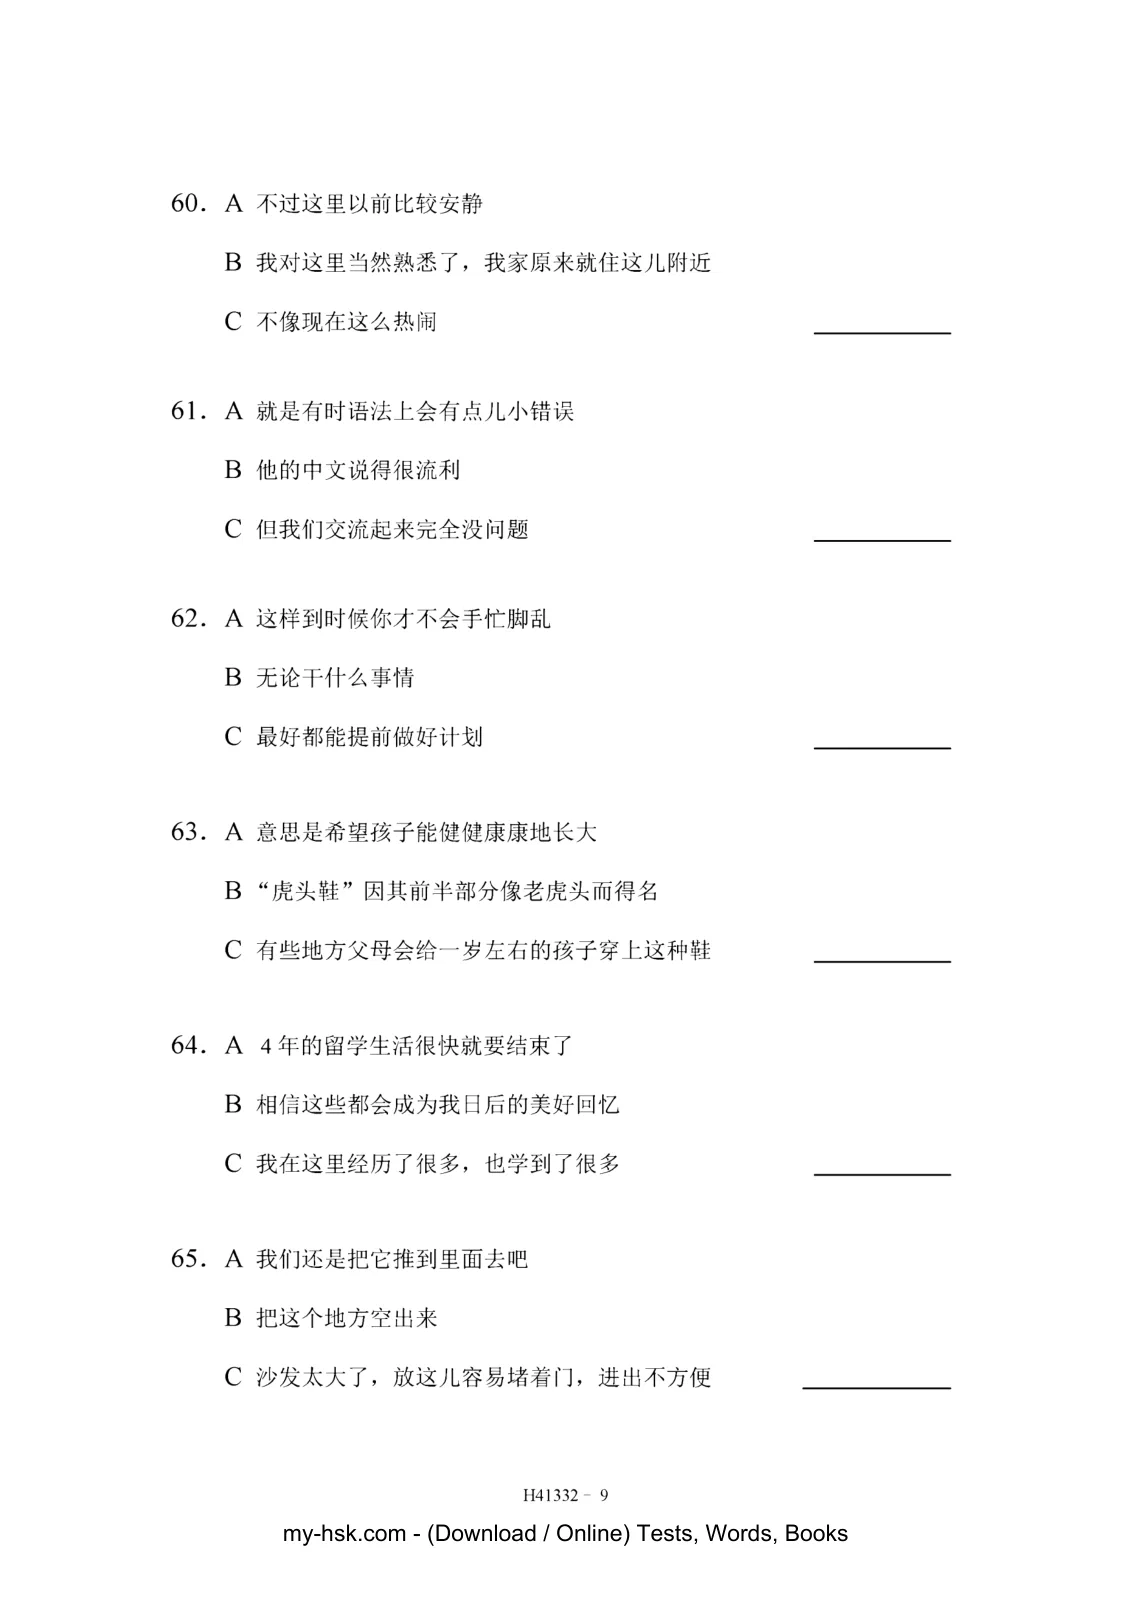 60． A 不过这里以前比较安静
B 我对这里当然熟悉了，我家原来就住这儿附近
C 不像现在这么热闹
61． A 就是有时语法上会有点儿小错误
B 他的中文说得很流利
C 但我们交流起来完全没问题
62． A 这样到时候你才不会手忙脚乱
B 无论干什么事情
C 最好都能提前做好计划
63． A 意思是希望孩子能健健康康地长大
B “虎头鞋”因其前半部分像老虎头而得名
C 有些地方父母会给一岁左右的孩子穿上这种鞋
64． A 4 年的留学生活很快就要结束了
B 相信这些都会成为我日后的美好回忆
C 我在这里经历了很多，也学到了很多
65． A 我们还是把它推到里面去吧
B 把这个地方空出来
C 沙发太大了，放这儿容易堵着门，进出不方便
H41332 - 9
my-hsk.com - (Download / Online) Tests, Words, Books